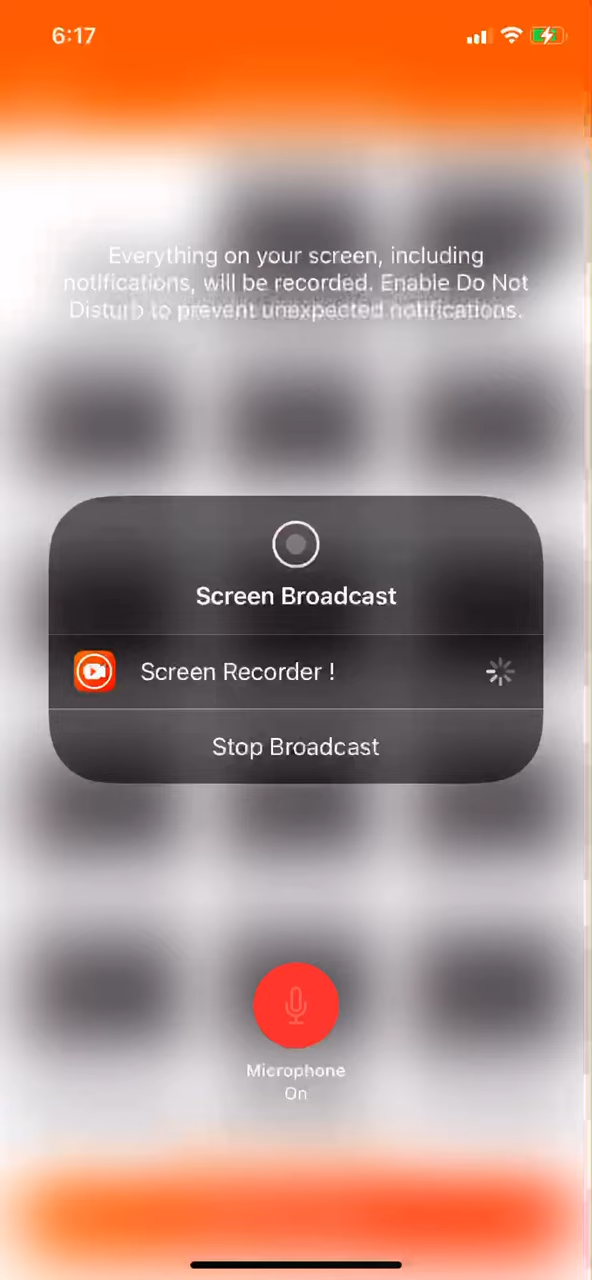 6:17
Everything on your screen, including
notifications, will be recorded. Enable Do Not
Disturb to prevent unexpected notifications.
Screen Broadcast
Screen Recorder !
Stop Broadcast
Microphone
On